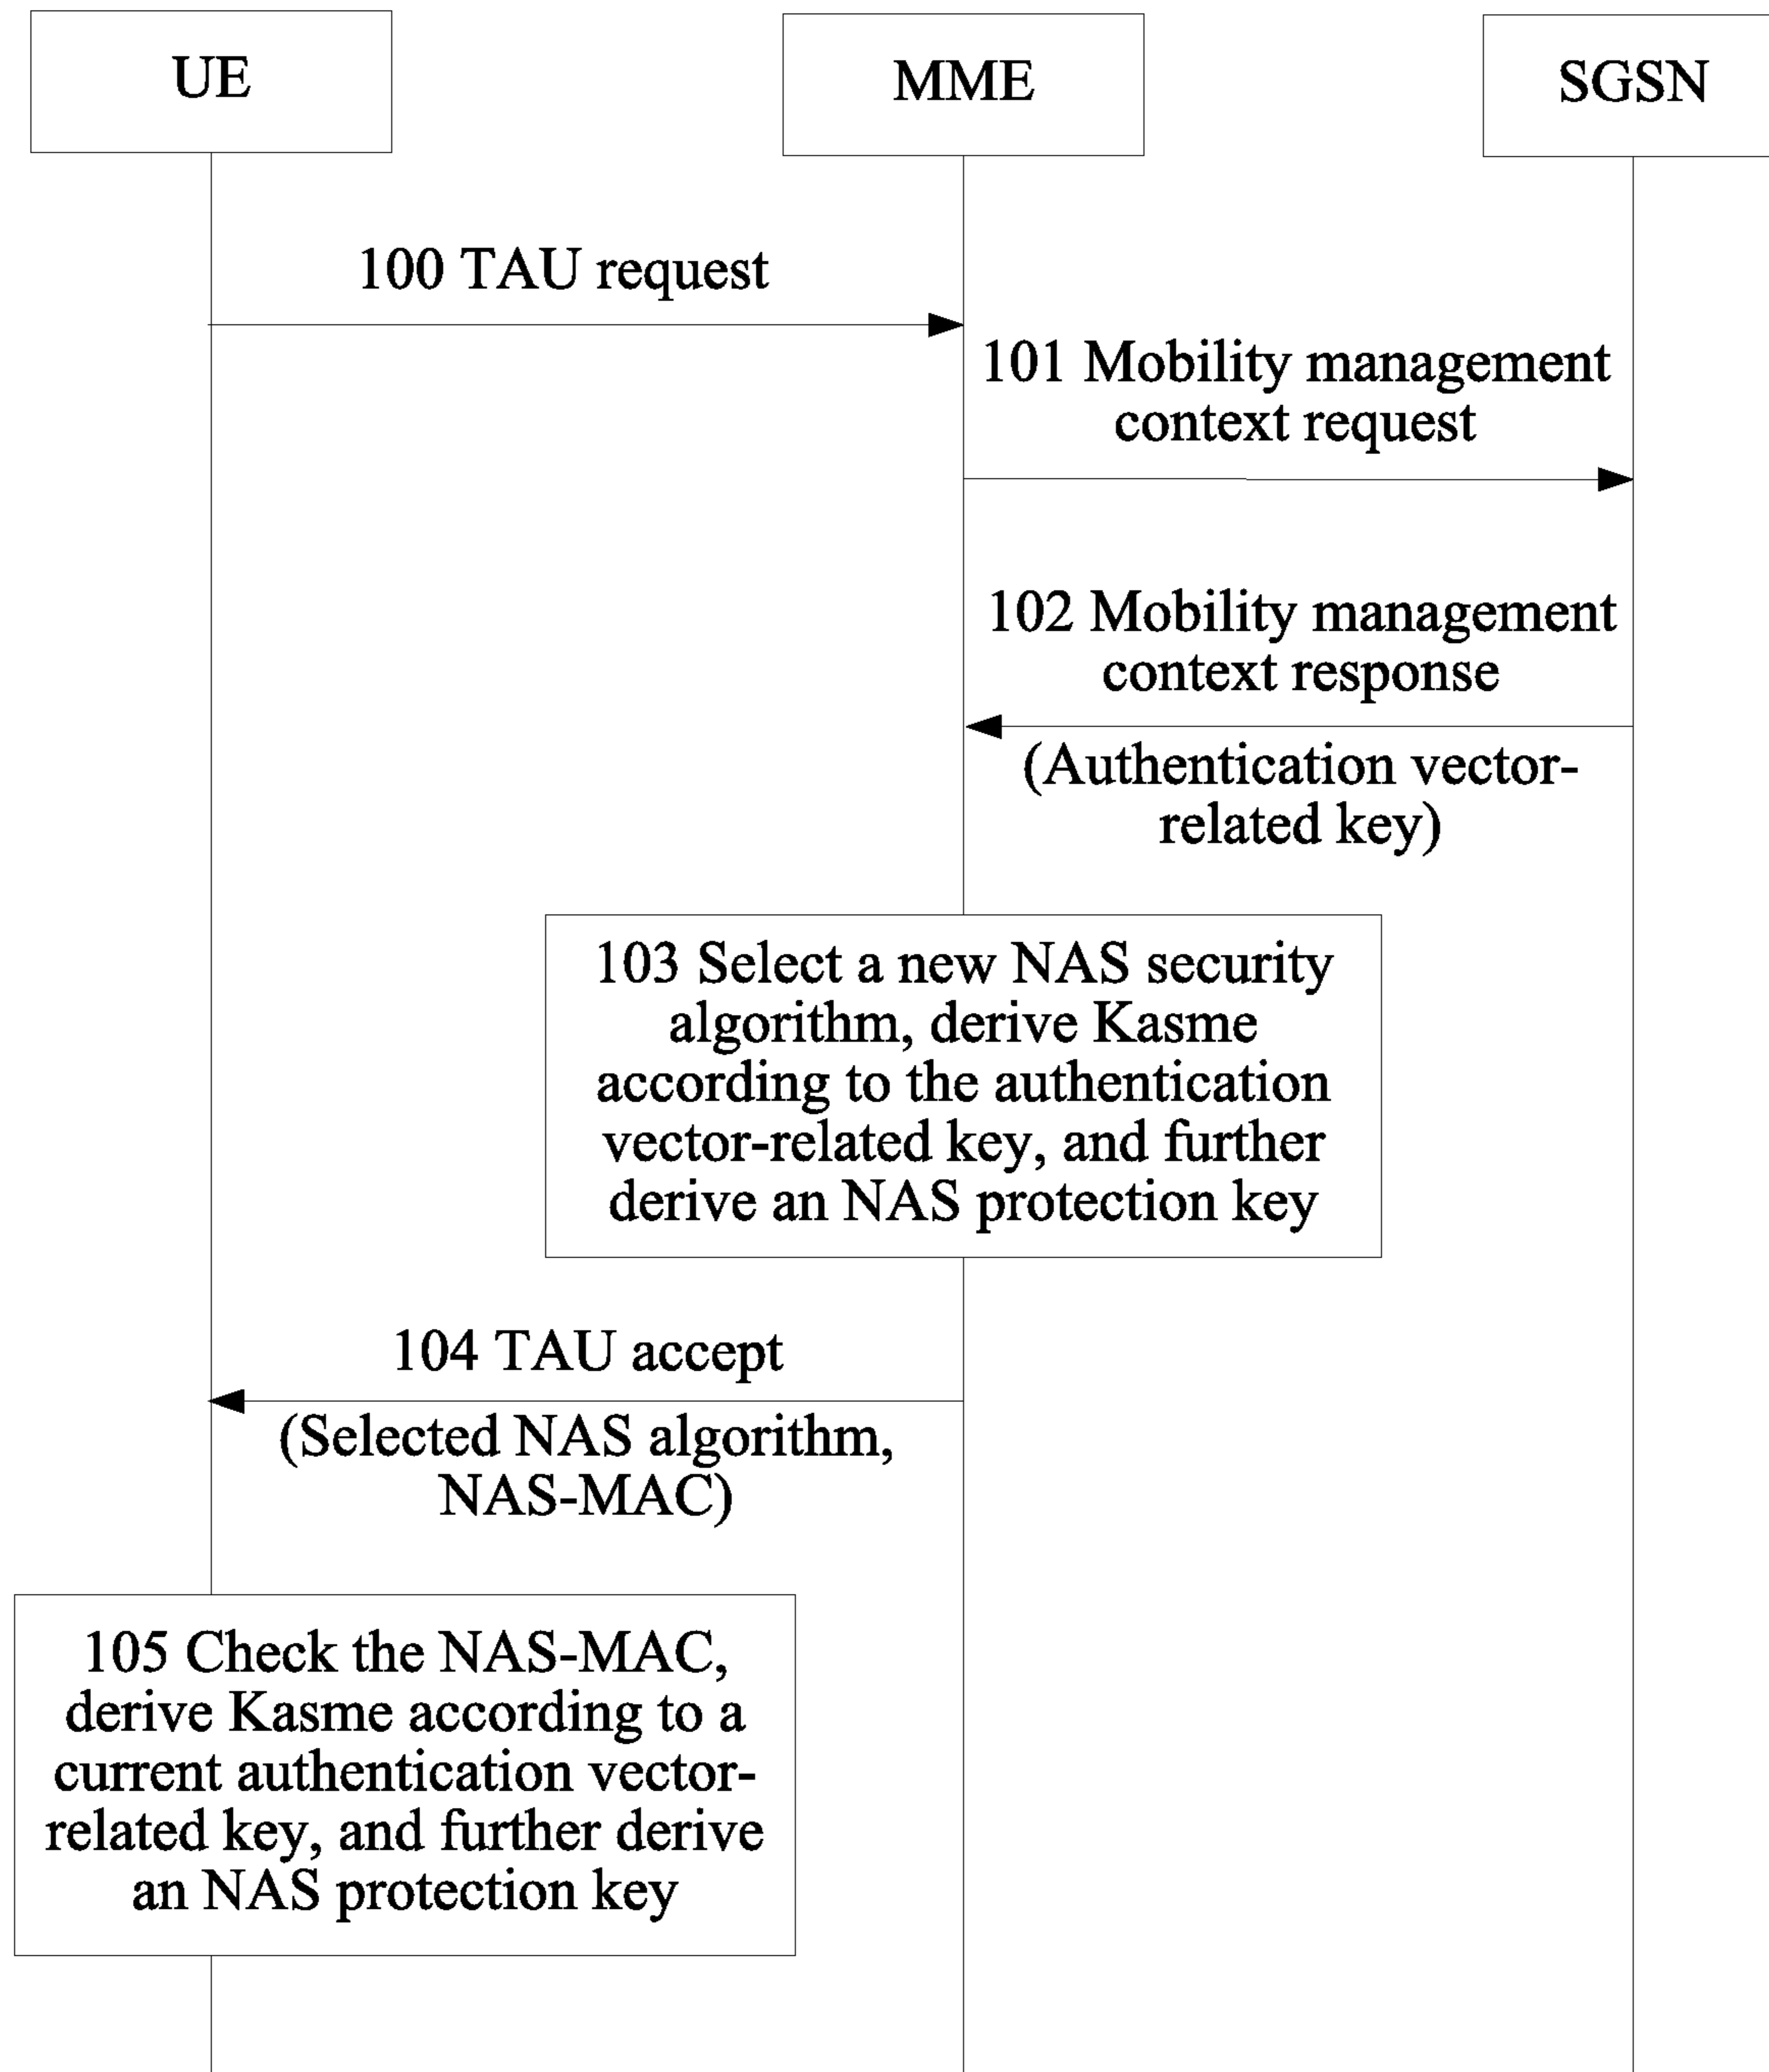 UE
MME
SGSN
100 TAU request
101 Mobility management
context request
102 Mobility management
context response
(Authentication vector-
related key)
103 Select a new NAS security
algorithm, derive Kasme
according to the authentication
vector-related key, and further
derive an NAS protection key
104 TAU accept
(Selected NAS algorithm,
NAS-MAC)
105 Check the NAS-MAC,
derive Kasme according to a
current authentication vector-
related key, and further derive
an NAS protection key